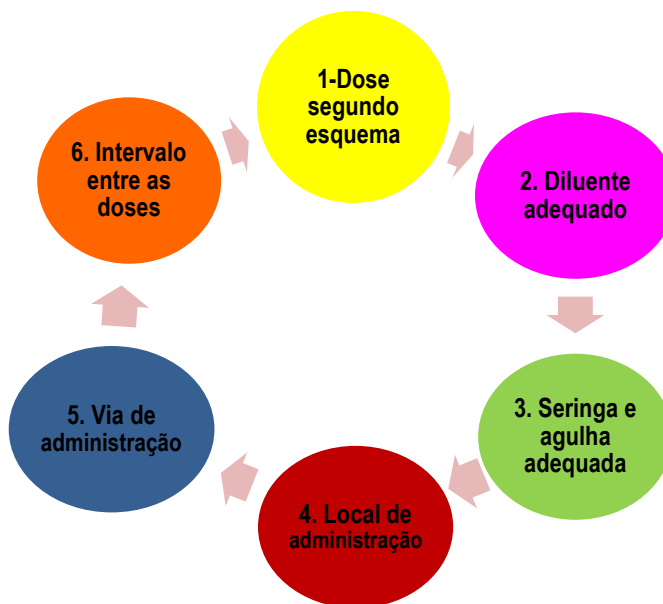 1-Dose
segundo
esquema
2. Diluente
adequado
3. Seringa e
agulha
adequada
4. Local de
administração
5. Via de
administração
6. Intervalo
entre as
doses